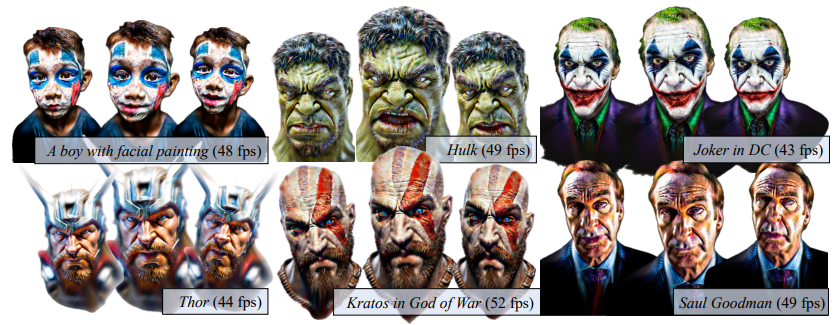 A boy with facial painting (48 fps)
Hulk (49 fps)
Joker in DC (43 fps)
Thor (44 fps)
Kratos in God of War (52 fps)
Saul Goodman (49 fps)